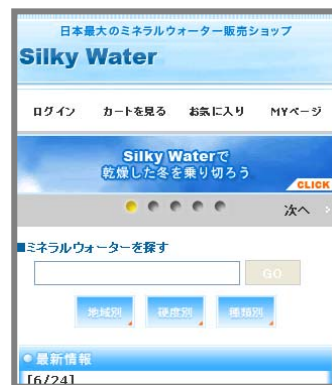 日本最大のミネラルウォーター販売ショップ
Silky Water
ログイン カートを見る お気に入り MYページ
Silky Waterで
乾燥した冬を乗り切ろう
CLICK
次へ
■ミネラルウォーターを探す
GO
地域別 硬度別 種類別
最新情報
[6/24]